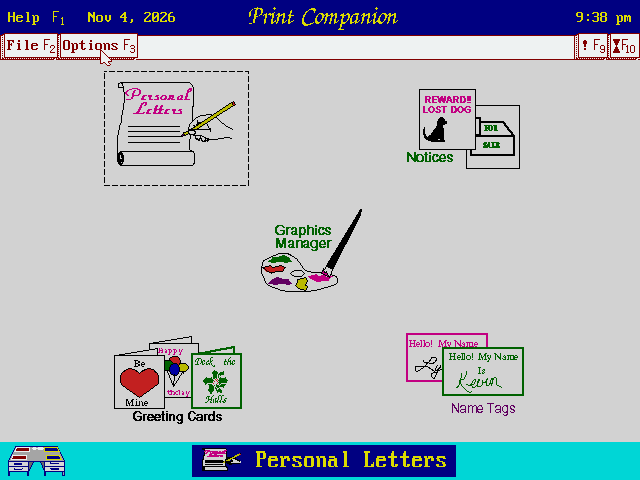 Help F1 Nov 4, 2026 Print Companion 9:38 pm
File F2 Options F3 ! F9 F10
Personal
Letters
REWARD!!
LOST DOG
FOR
SALE
Notices
Graphics
Manager
Happy
thday
Be
Mine
Deck the
Halls
Greeting Cards
Hello! My Name
Ly
Hello! My Name
Is
Kevin
Name Tags
Personal Letters